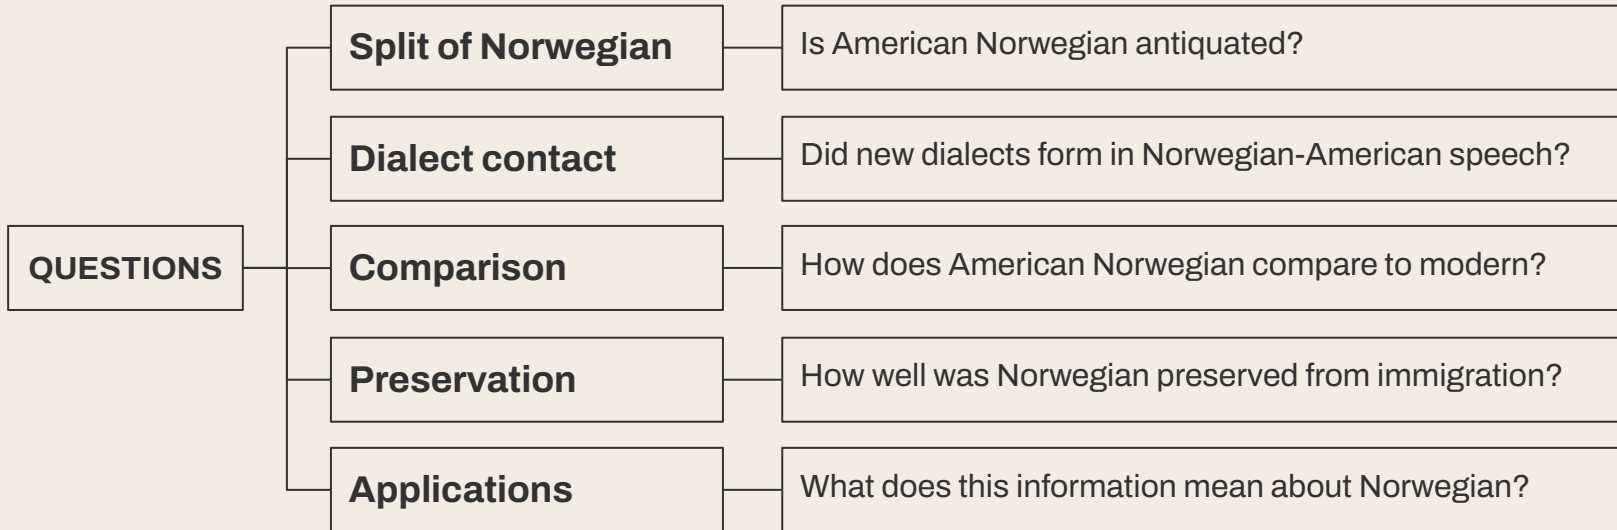 QUESTIONS
Split of Norwegian
Is American Norwegian antiquated?
Dialect contact
Did new dialects form in Norwegian-American speech?
Comparison
How does American Norwegian compare to modern?
Preservation
How well was Norwegian preserved from immigration?
Applications
What does this information mean about Norwegian?